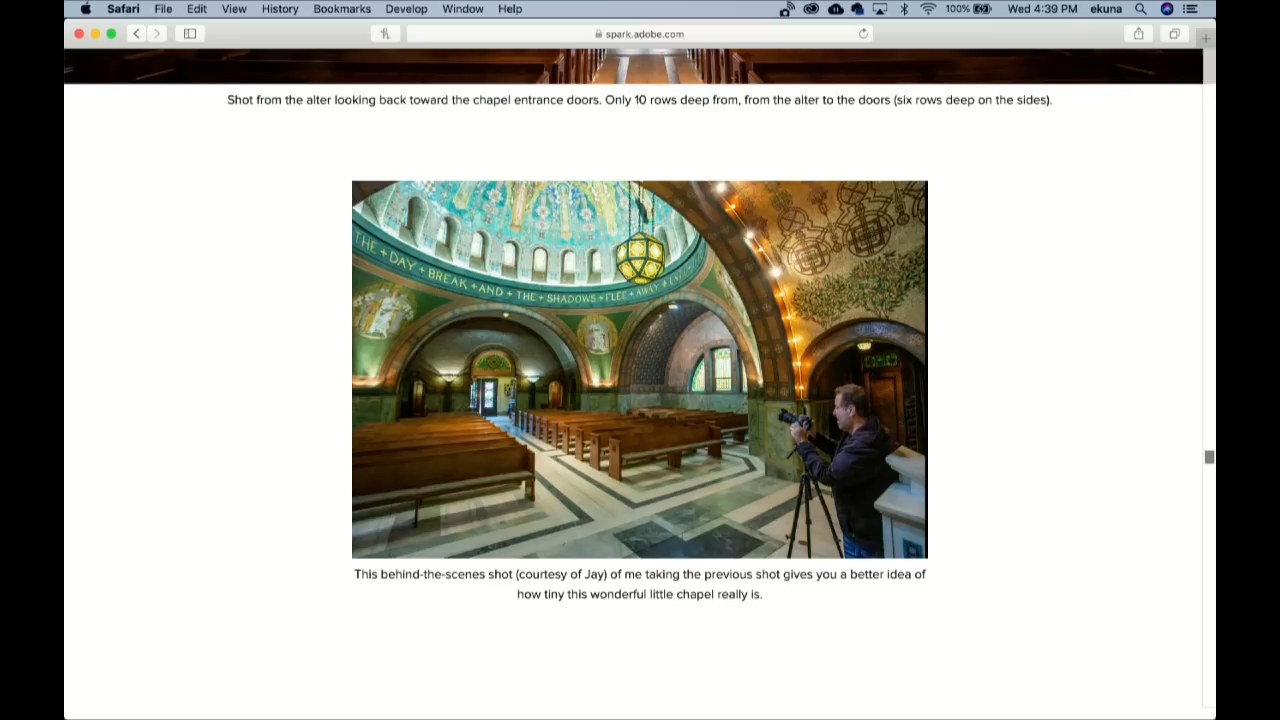 Safari File Edit View History Bookmarks Develop Window Help 100% Wed 4:39 PM ekuna
spark.adobe.com
Shot from the alter looking back toward the chapel entrance doors. Only 10 rows deep from, from the alter to the doors (six rows deep on the sides).
THE + DAY + BREAK + AND + THE + SHADOWS + FLEE + AWAY +
This behind-the-scenes shot (courtesy of Jay) of me taking the previous shot gives you a better idea of
how tiny this wonderful little chapel really is.